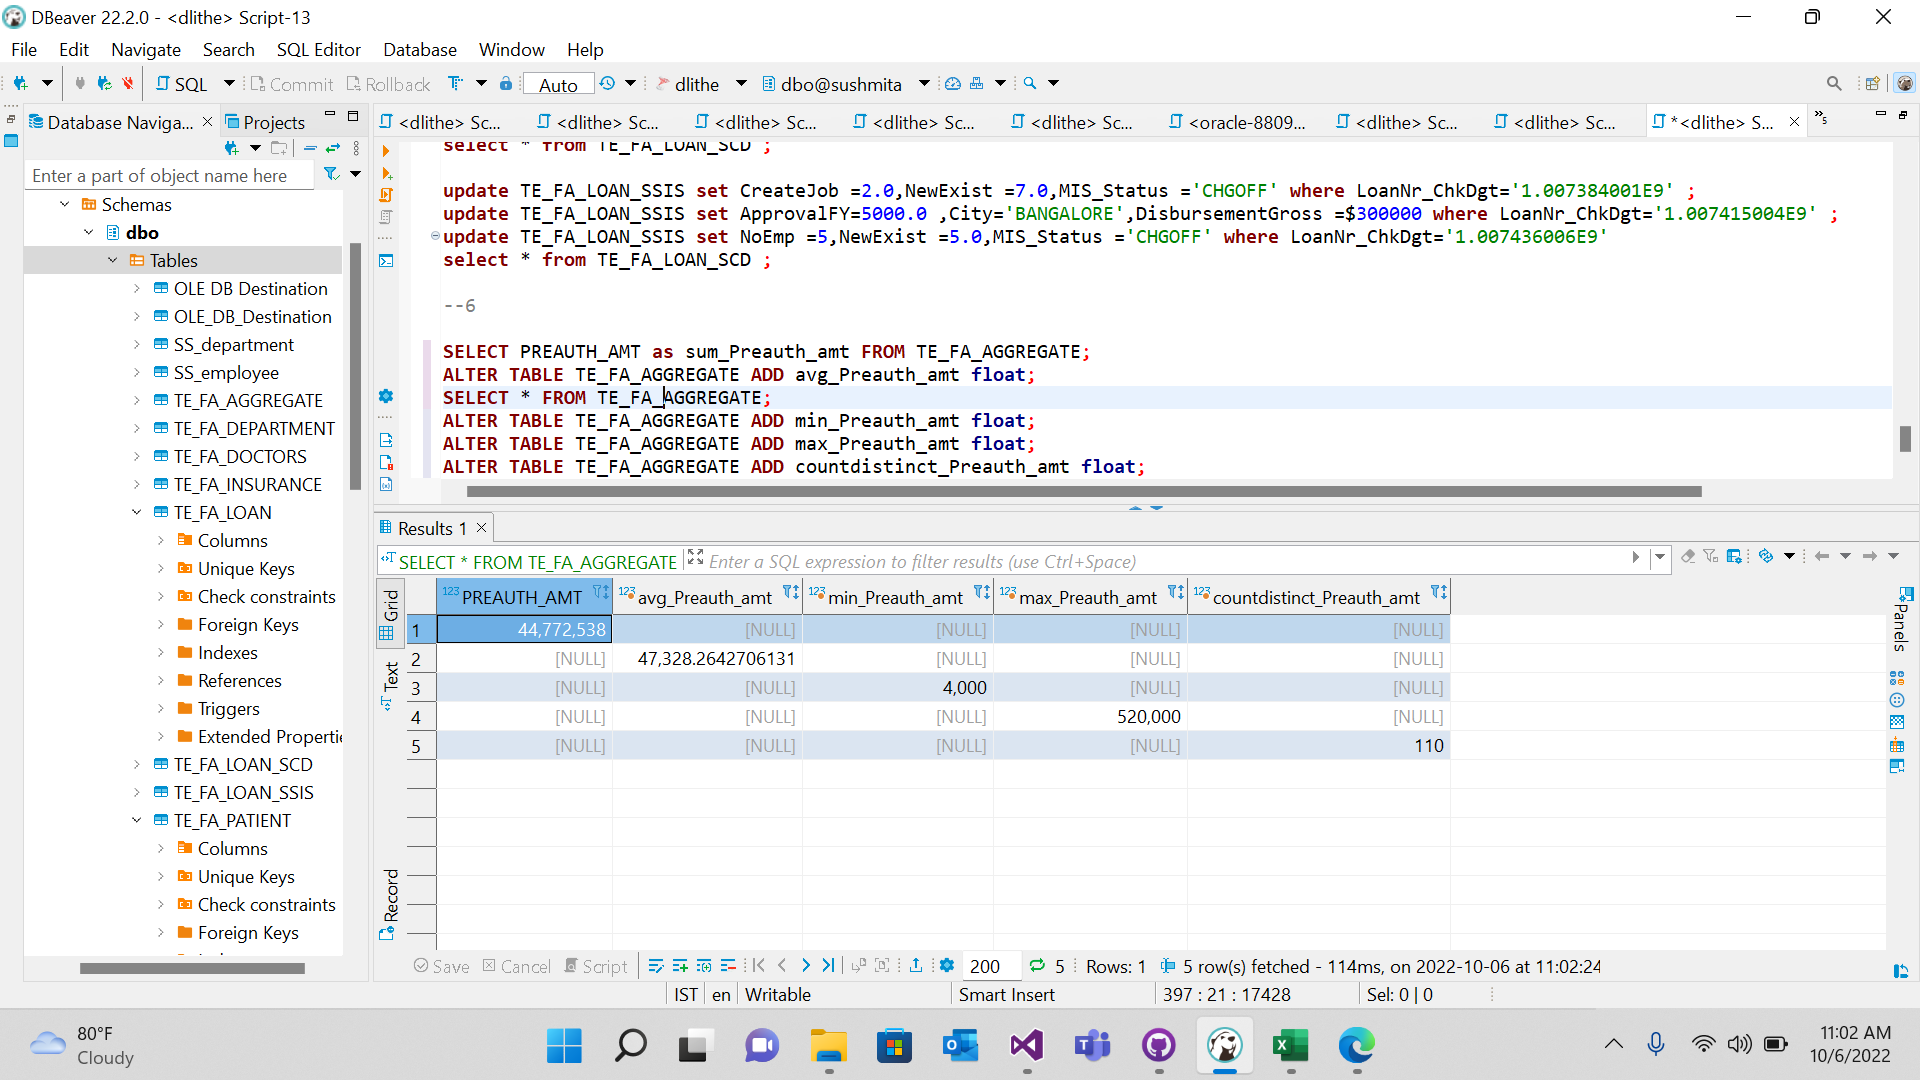 DBeaver 22.2.0 - <dlithe> Script-13
File Edit Navigate Search SQL Editor Database Window Help
SQL Commit Rollback Auto dlithe dbo@sushmita
Database Naviga... Projects
<dlithe> Sc... <dlithe> Sc... <dlithe> Sc... <dlithe> Sc... <dlithe> Sc... <oracle-8809... <dlithe> Sc... <dlithe> Sc... *<dlithe> S... »5
Enter a part of object name here
Schemas
dbo
Tables
OLE DB Destination
OLE_DB_Destination
SS_department
SS_employee
TE_FA_AGGREGATE
TE_FA_DEPARTMENT
TE_FA_DOCTORS
TE_FA_INSURANCE
TE_FA_LOAN
Columns
Unique Keys
Check constraints
Foreign Keys
Indexes
References
Triggers
Extended Properti
TE_FA_LOAN_SCD
TE_FA_LOAN_SSIS
TE_FA_PATIENT
Columns
Unique Keys
Check constraints
Foreign Keys
select * from TE_FA_LOAN_SCD ;
update TE_FA_LOAN_SSIS set CreateJob =2.0,NewExist =7.0,MIS_Status ='CHGOFF' where LoanNr_ChkDgt='1.007384001E9' ;
update TE_FA_LOAN_SSIS set ApprovalFY=5000.0 ,City='BANGALORE',DisbursementGross =$300000 where LoanNr_ChkDgt='1.007415004E9' ;
update TE_FA_LOAN_SSIS set NoEmp =5,NewExist =5.0,MIS_Status ='CHGOFF' where LoanNr_ChkDgt='1.007436006E9'
select * from TE_FA_LOAN_SCD ;
--6
SELECT PREAUTH_AMT as sum_Preauth_amt FROM TE_FA_AGGREGATE;
ALTER TABLE TE_FA_AGGREGATE ADD avg_Preauth_amt float;
SELECT * FROM TE_FA_AGGREGATE;
ALTER TABLE TE_FA_AGGREGATE ADD min_Preauth_amt float;
ALTER TABLE TE_FA_AGGREGATE ADD max_Preauth_amt float;
ALTER TABLE TE_FA_AGGREGATE ADD countdistinct_Preauth_amt float;
Results 1
SELECT * FROM TE_FA_AGGREGATE Enter a SQL expression to filter results (use Ctrl+Space)
Grid
Text
Record
Panels
123 PREAUTH_AMT 123 avg_Preauth_amt 123 min_Preauth_amt 123 max_Preauth_amt 123 countdistinct_Preauth_amt
1 44,772,538 [NULL] [NULL] [NULL] [NULL]
2 [NULL] 47,328.2642706131 [NULL] [NULL] [NULL]
3 [NULL] [NULL] 4,000 [NULL] [NULL]
4 [NULL] [NULL] [NULL] 520,000 [NULL]
5 [NULL] [NULL] [NULL] [NULL] 110
Save Cancel Script 200 5 Rows: 1 5 row(s) fetched - 114ms, on 2022-10-06 at 11:02:24
IST en Writable Smart Insert 397 : 21 : 17428 Sel: 0 | 0
80°F
Cloudy
11:02 AM
10/6/2022